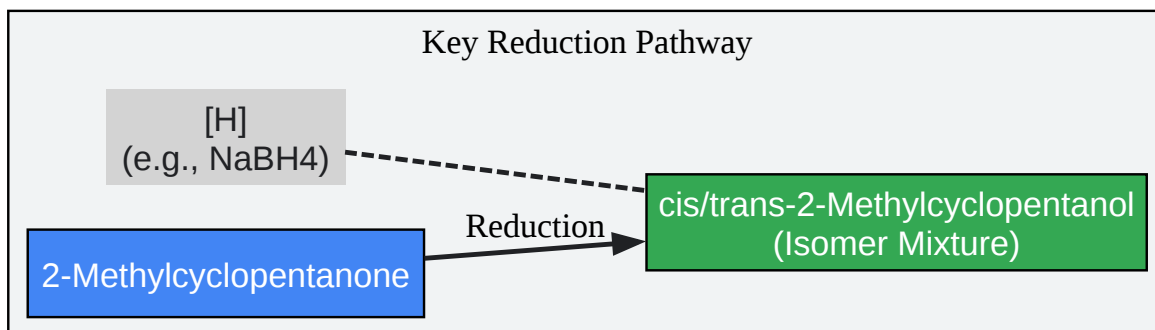 Key Reduction Pathway
[H]
(e.g., NaBH4)
cis/trans-2-Methylcyclopentanol
(Isomer Mixture)
Reduction
2-Methylcyclopentanone